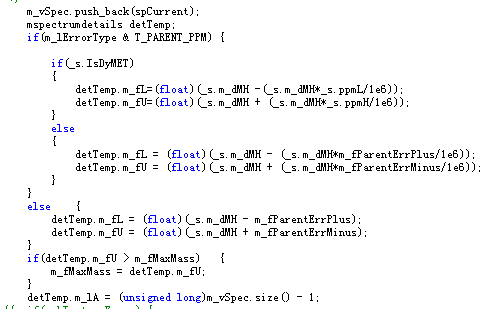 m_vSpec.push_back(spCurrent);
mspectrumdetails detTemp;
if(m_lErrorType & T_PARENT_PPM) {
if(_s.IsDyMET)
{
detTemp.m_fL=(float)(_s.m_dMH -(_s.m_dMH*_s.ppmL/1e6));
detTemp.m_fU=(float)(_s.m_dMH + (_s.m_dMH*_s.ppmH/1e6));
}
else
{
detTemp.m_fL = (float)(_s.m_dMH - (_s.m_dMH*m_fParentErrPlus/1e6));
detTemp.m_fU = (float)(_s.m_dMH + (_s.m_dMH*m_fParentErrMinus/1e6));
}
}
else {
detTemp.m_fL = (float)(_s.m_dMH - m_fParentErrPlus);
detTemp.m_fU = (float)(_s.m_dMH + m_fParentErrMinus);
}
if(detTemp.m_fU > m_fMaxMass) {
m_fMaxMass = detTemp.m_fU;
}
detTemp.m_lA = (unsigned long)m_vSpec.size() - 1;